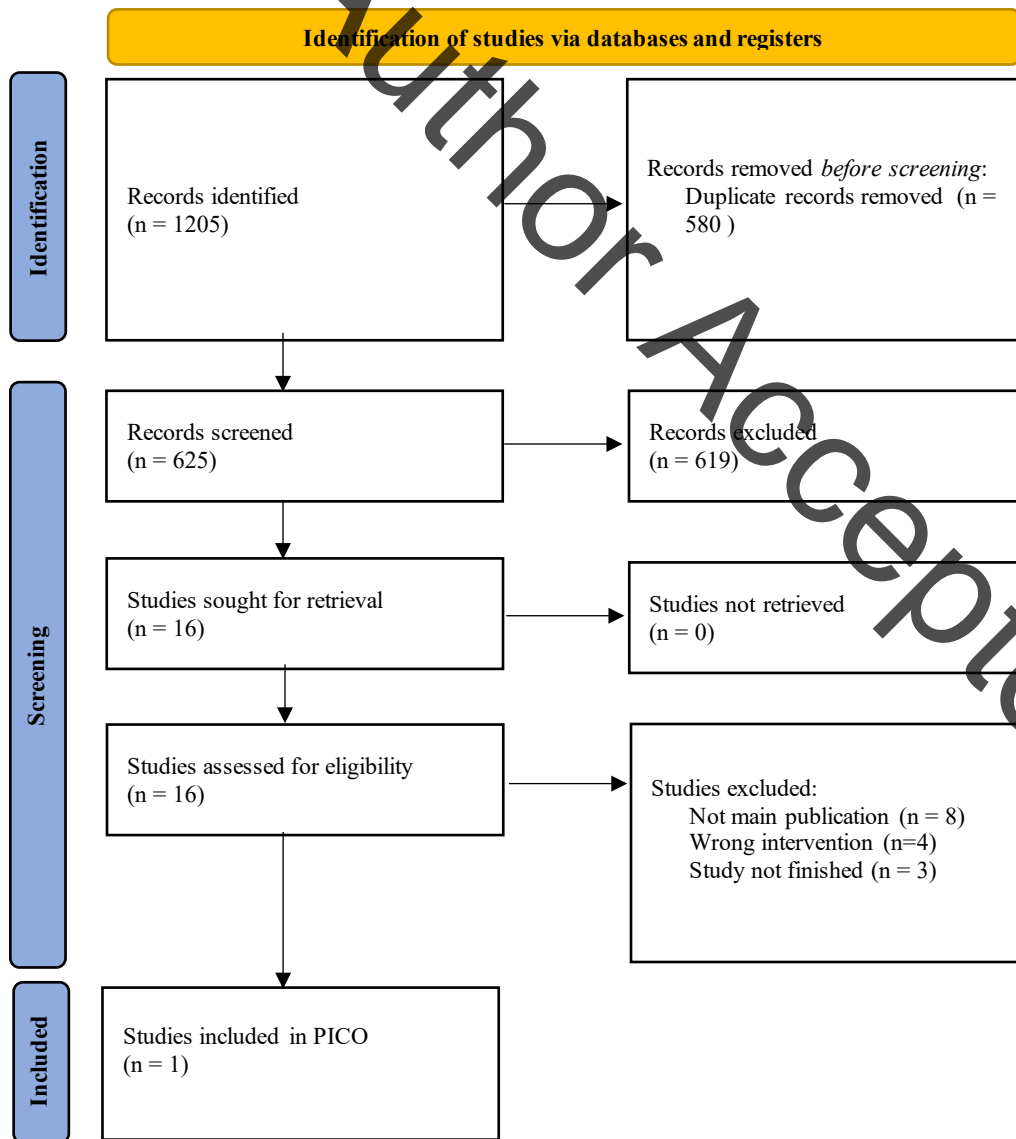 Identification of studies via databases and registers
Identification
Records identified
(n = 1205)
Records removed before screening:
Duplicate records removed (n =
580 )
Screening
Records screened
(n = 625)
Records excluded
(n = 619)
Studies sought for retrieval
(n = 16)
Studies not retrieved
(n = 0)
Studies assessed for eligibility
(n = 16)
Studies excluded:
Not main publication (n = 8)
Wrong intervention (n=4)
Study not finished (n = 3)
Included
Studies included in PICO
(n = 1)
Author Accepte